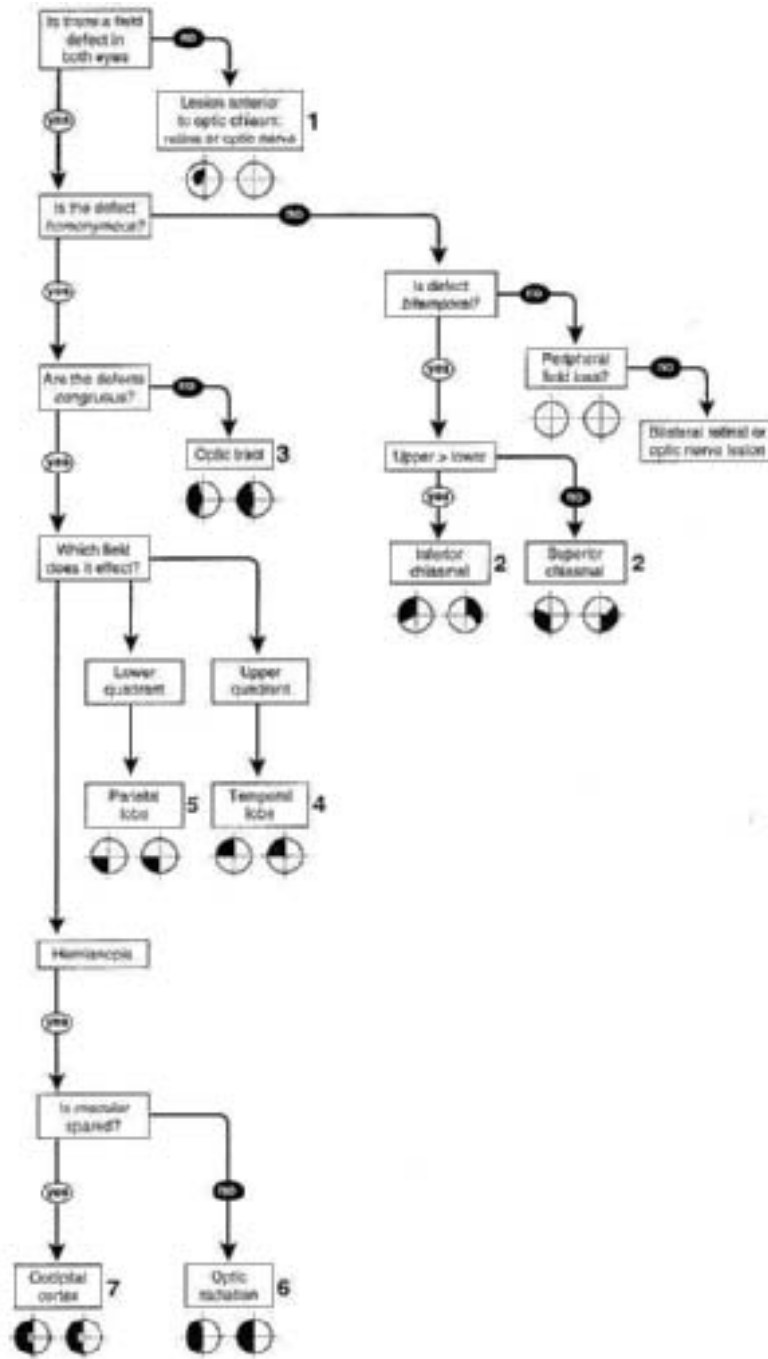 Is there a field
defect in
both eyes
no
yes
Lesion anterior
to optic chiasm:
retina or optic nerve
1
Is the defect
homonymous?
no
yes
Is defect
bitemporal?
no
yes
Peripheral
field loss?
no
Bilateral retinal or
optic nerve lesion
Are the defects
congruous?
no
yes
Optic tract
3
Upper > lower
yes
no
Inferior
chiasmal
2
Superior
chiasmal
2
Which field
does it effect?
Lower
quadrant
Upper
quadrant
Parietal
lobe
5
Temporal
lobe
4
Hemianopia
yes
Is macular
spared?
yes
no
Occipital
cortex
7
Optic
radiation
6